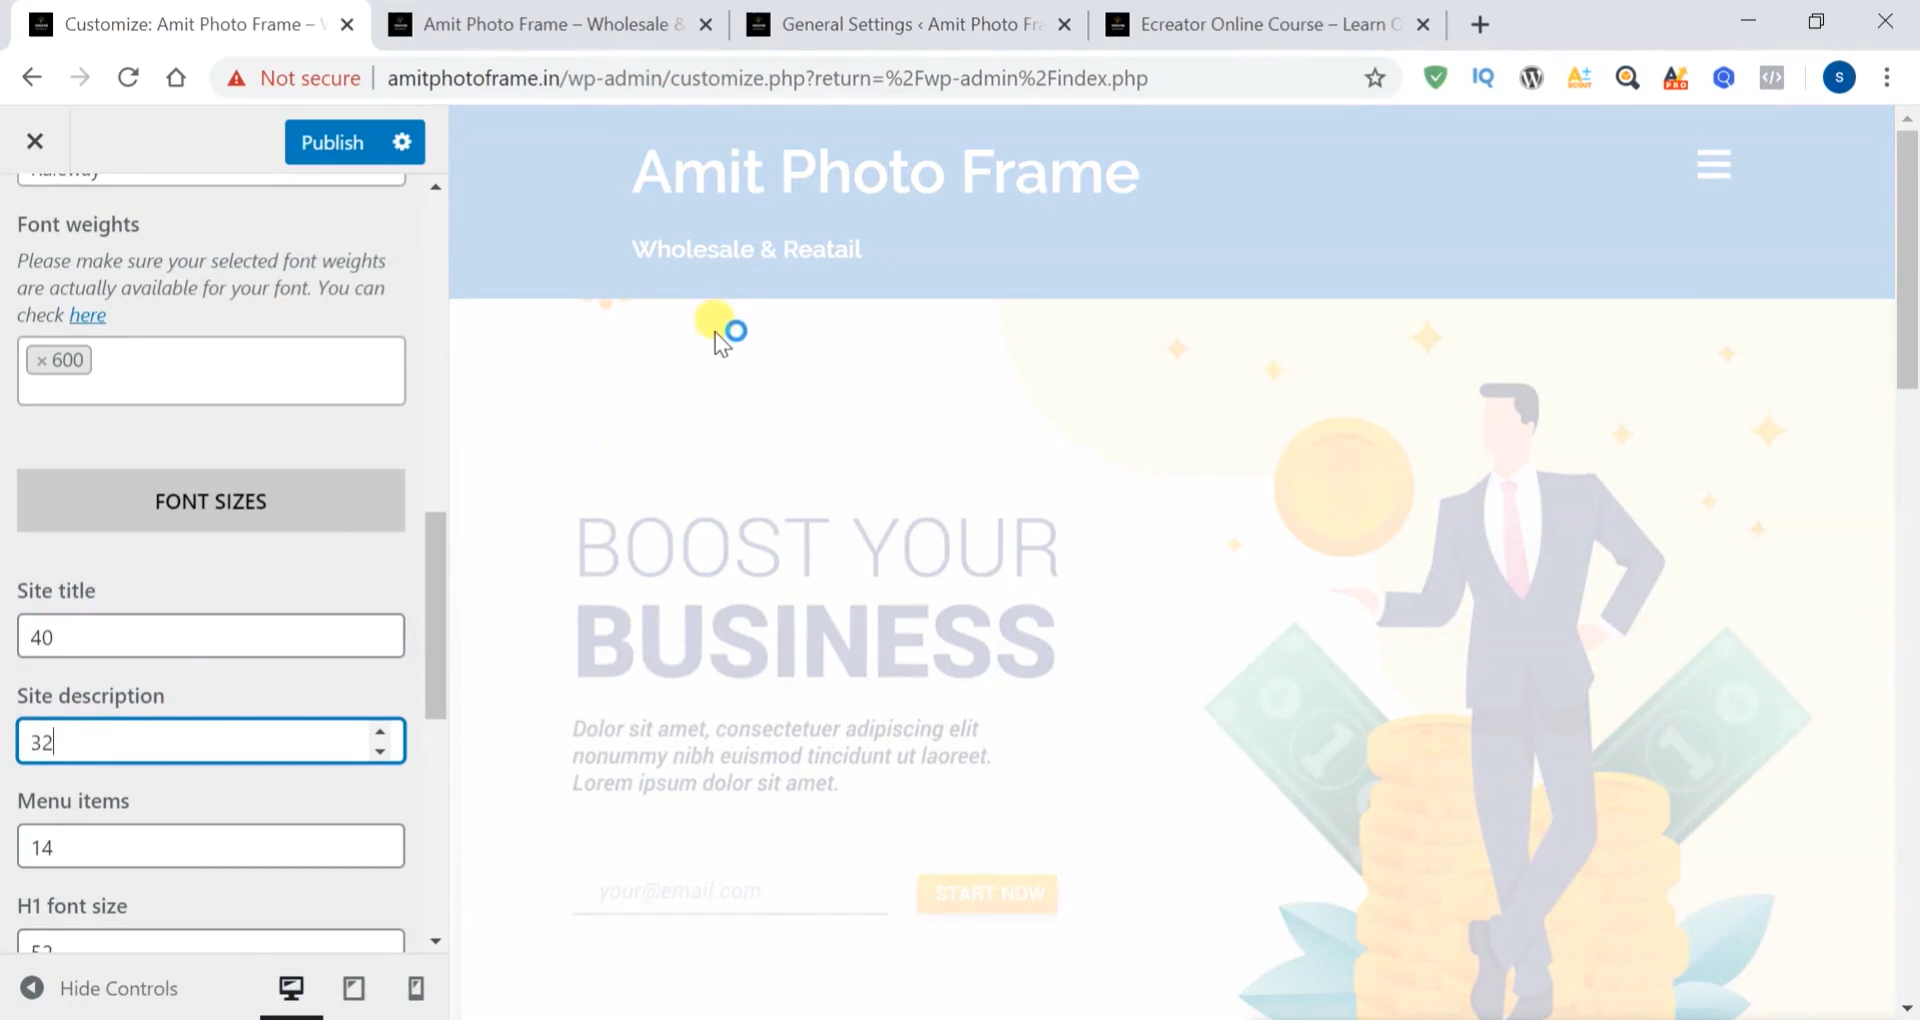 Customize: Amit Photo Frame –
Amit Photo Frame – Wholesale &
General Settings ‹ Amit Photo Fra
Ecreator Online Course – Learn O
Not secure
amitphotoframe.in/wp-admin/customize.php?return=%2Fwp-admin%2Findex.php
IQ
S
Publish
Raleway
Font weights
Please make sure your selected font weights
are actually available for your font. You can
check here
× 600
FONT SIZES
Site title
40
Site description
32
Menu items
14
H1 font size
52
Hide Controls
Amit Photo Frame
Wholesale & Reatail
BOOST YOUR
BUSINESS
Dolor sit amet, consectetuer adipiscing elit
nonummy nibh euismod tincidunt ut laoreet.
Lorem ipsum dolor sit amet.
your@email.com
START NOW
1
1